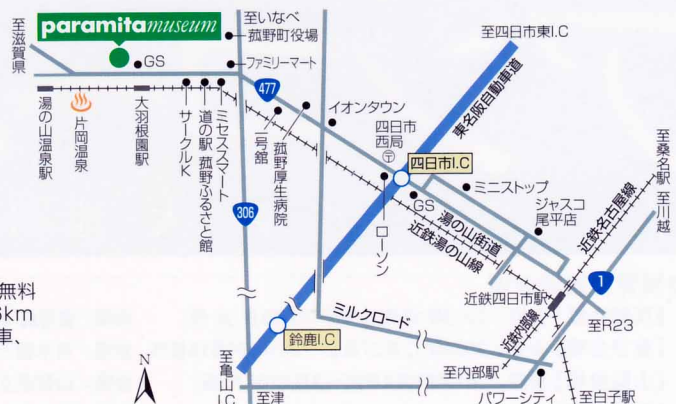 paramita museum
至滋賀県
至いなべ
菰野町役場
GS
ファミリーマート
至四日市東I.C
東名阪自動車道
477
イオンタウン
四日市西局
湯の山温泉駅
片岡温泉
大羽根園駅
サークルK
道の駅 菰野ふるさと館
ミセススマート
一号館
菰野厚生病院
四日市I.C
ミニストップ
ローソン
GS
湯の山街道
近鉄湯の山線
ジャスコ尾平店
至桑名駅
至川越
近鉄名古屋線
306
1
近鉄四日市駅
至R23
ミルクロード
近鉄内部線
鈴鹿I.C
至内部駅
無料
km
車、
N
至亀山I.C
至津
パワーシティ
至白子駅